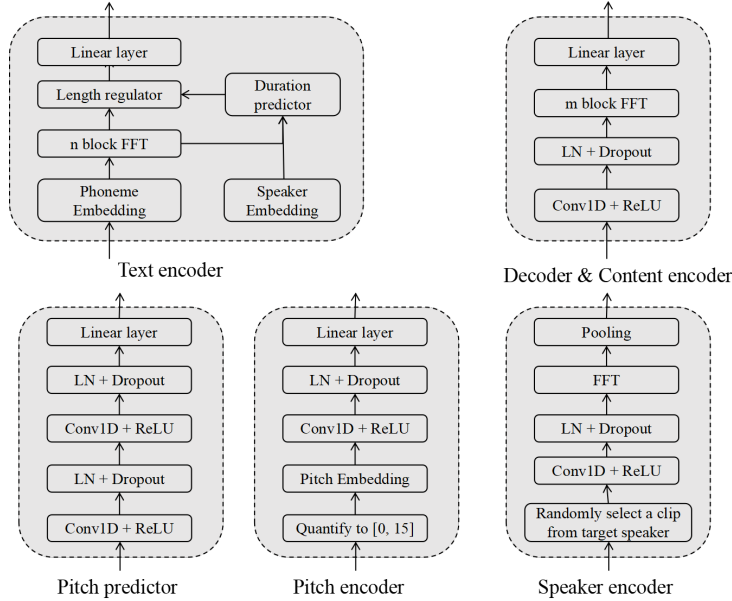 Linear layer
Length regulator
Duration
predictor
n block FFT
Phoneme
Embedding
Speaker
Embedding
Text encoder
Linear layer
m block FFT
LN + Dropout
Conv1D + ReLU
Decoder & Content encoder
Linear layer
LN + Dropout
Conv1D + ReLU
LN + Dropout
Conv1D + ReLU
Pitch predictor
Linear layer
LN + Dropout
Conv1D + ReLU
Pitch Embedding
Quantify to [0, 15]
Pitch encoder
Pooling
FFT
LN + Dropout
Conv1D + ReLU
Randomly select a clip
from target speaker
Speaker encoder